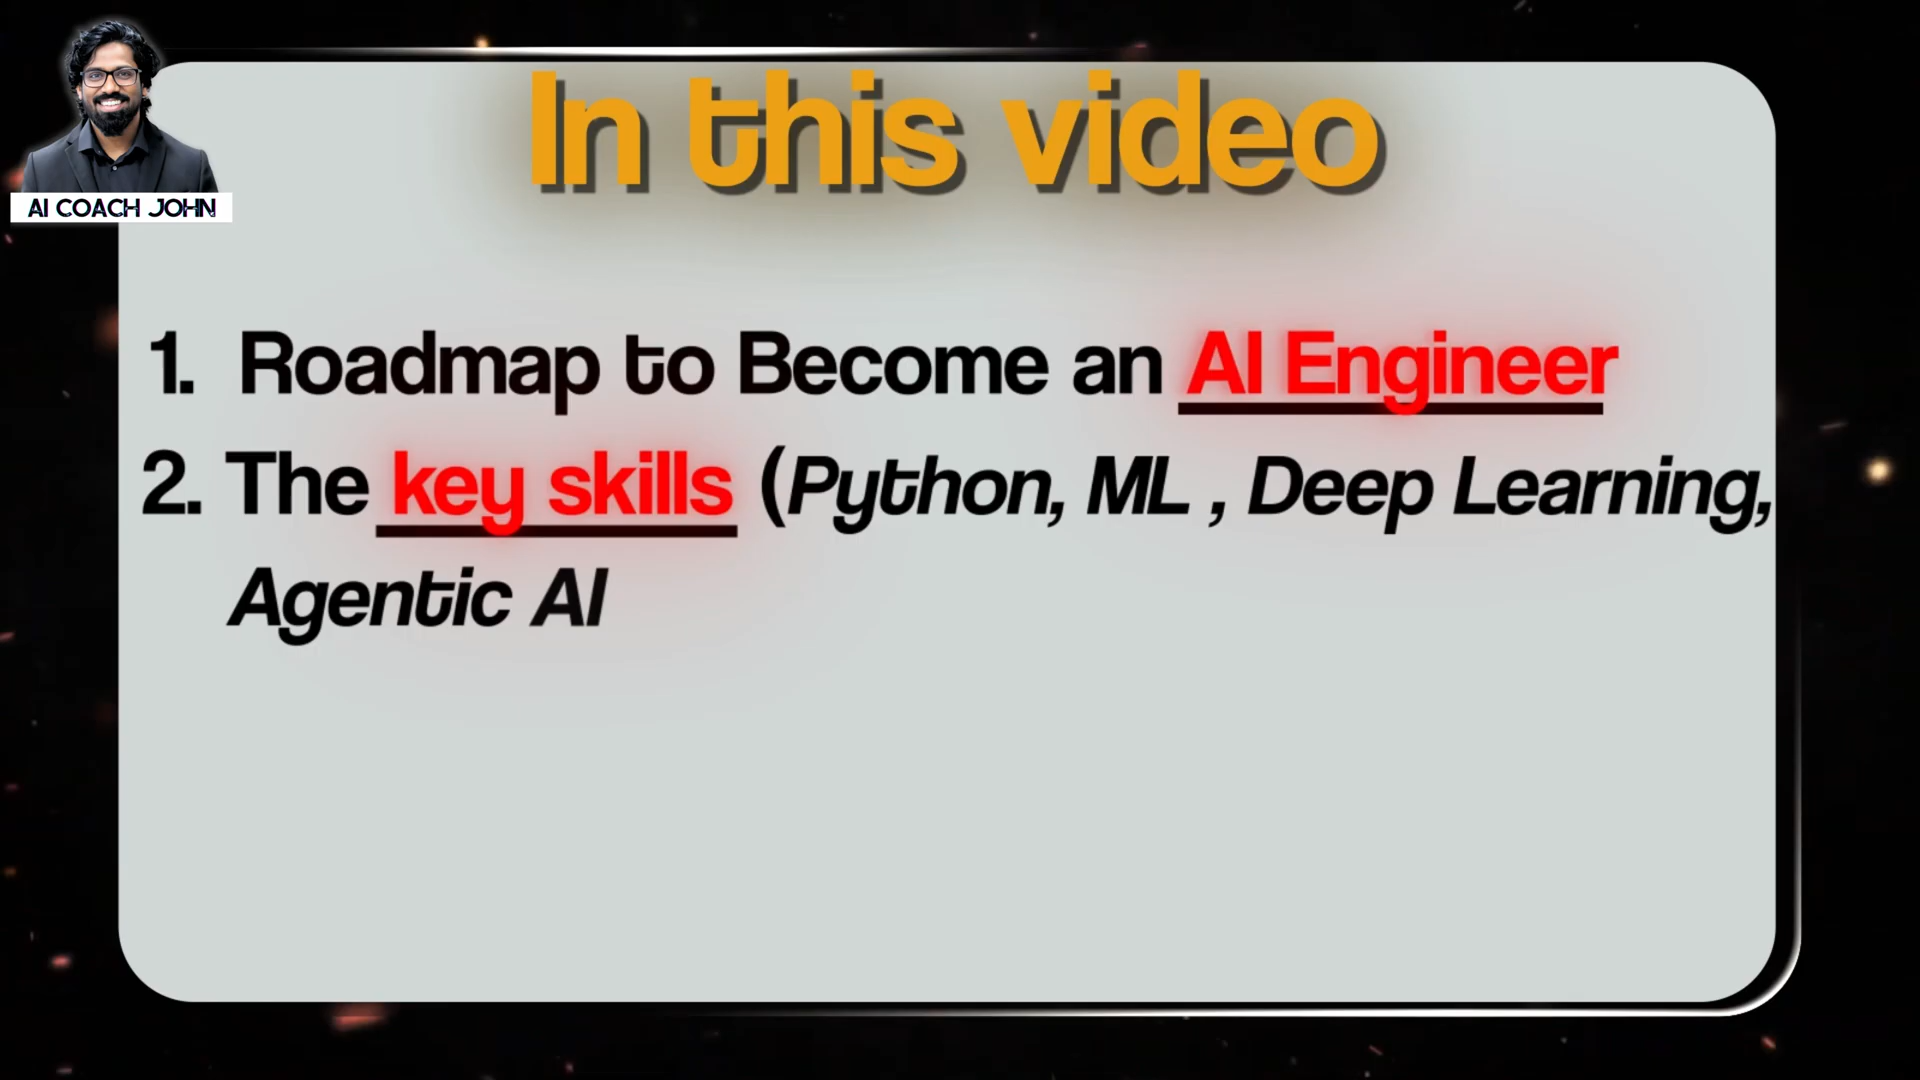 AI COACH JOHN
In this video
1. Roadmap to Become an AI Engineer
2. The key skills (Python, ML , Deep Learning,
Agentic AI